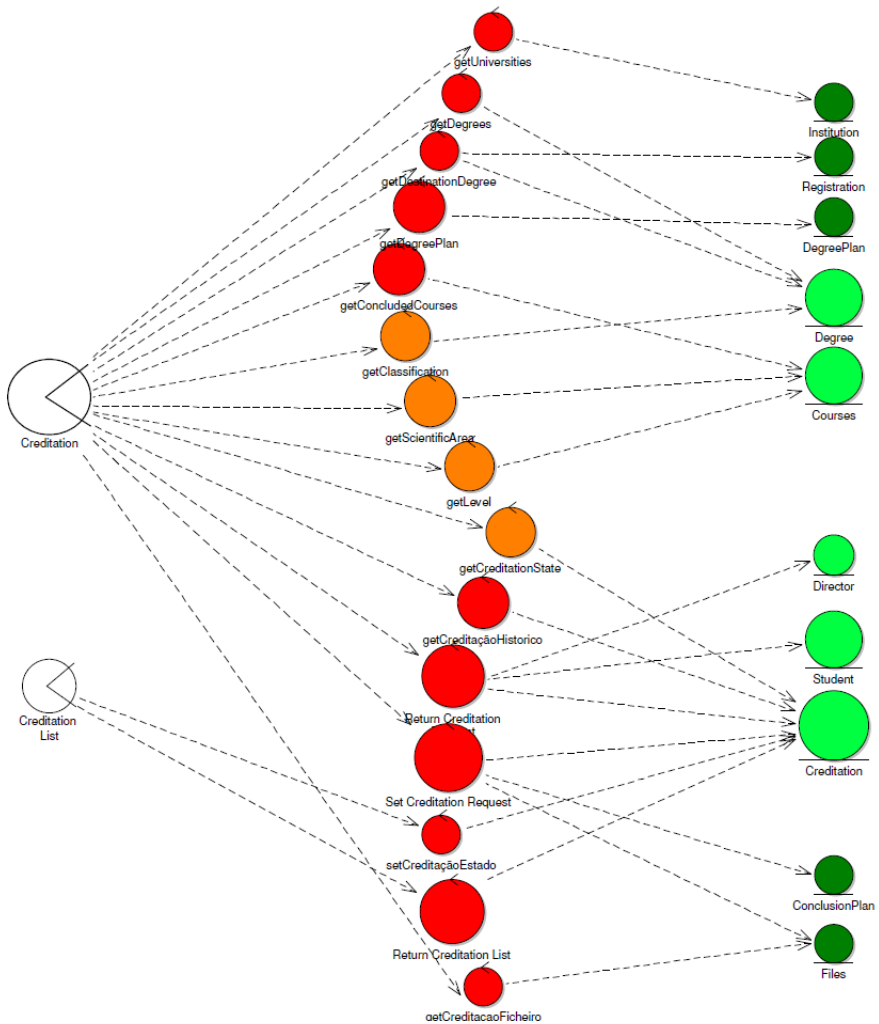 getUniversities
Institution
getDegrees
Registration
getDestinationDegree
DegreePlan
getDegreePlan
getConcludedCourses
Degree
getClassification
Courses
Creditation
getScientificArea
getLevel
getCreditationState
Director
getCreditaçãoHistorico
Student
Creditation
List
Return Creditation
Creditation
Set Creditation Request
setCreditaçãoEstado
ConclusionPlan
Return Creditation List
Files
getCreditacaoFicheiro